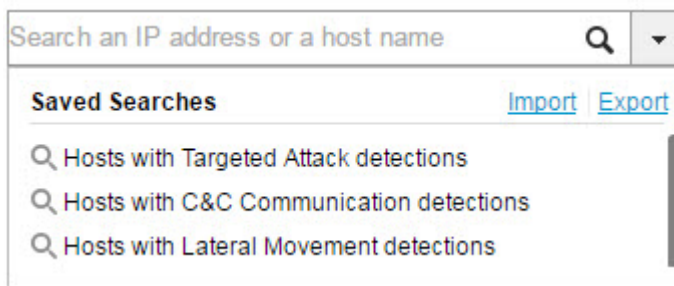 Search an IP address or a host name
Saved Searches Import Export
Hosts with Targeted Attack detections
Hosts with C&C Communication detections
Hosts with Lateral Movement detections